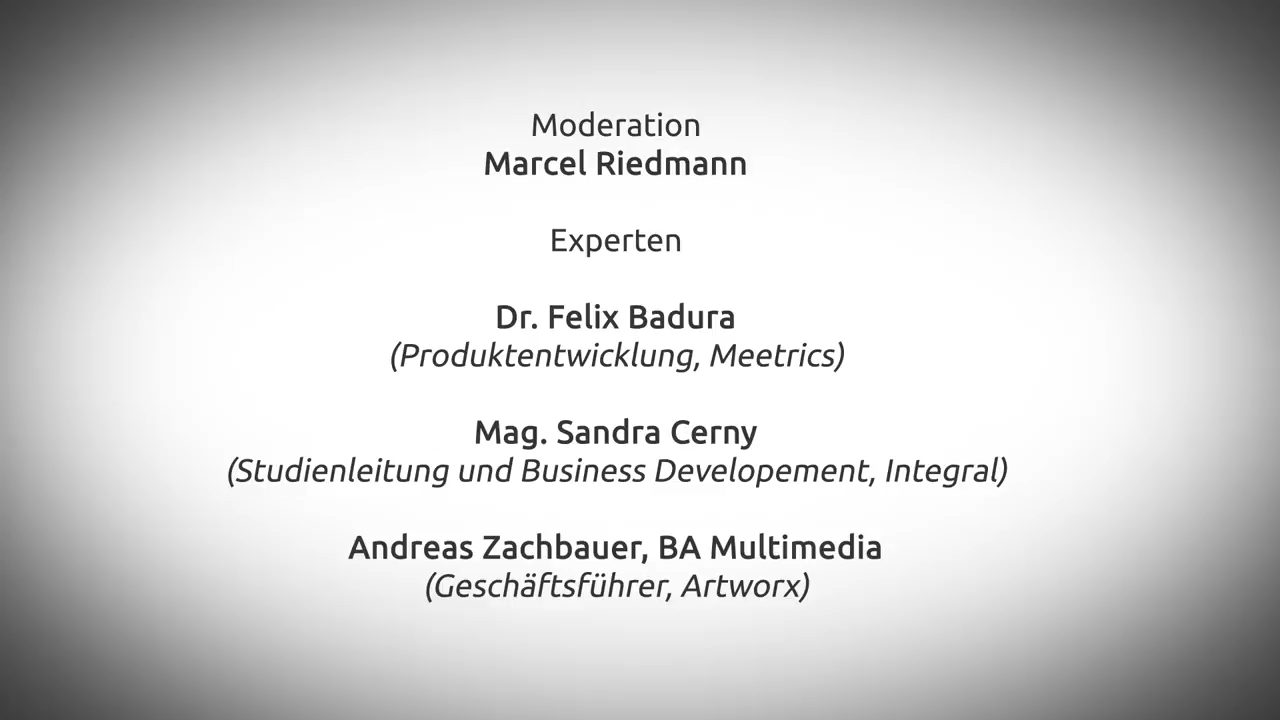 Moderation
Marcel Riedmann
Experten
Dr. Felix Badura
(Produktentwicklung, Meetrics)
Mag. Sandra Cerny
(Studienleitung und Business Developement, Integral)
Andreas Zachbauer, BA Multimedia
(Geschäftsführer, Artworx)